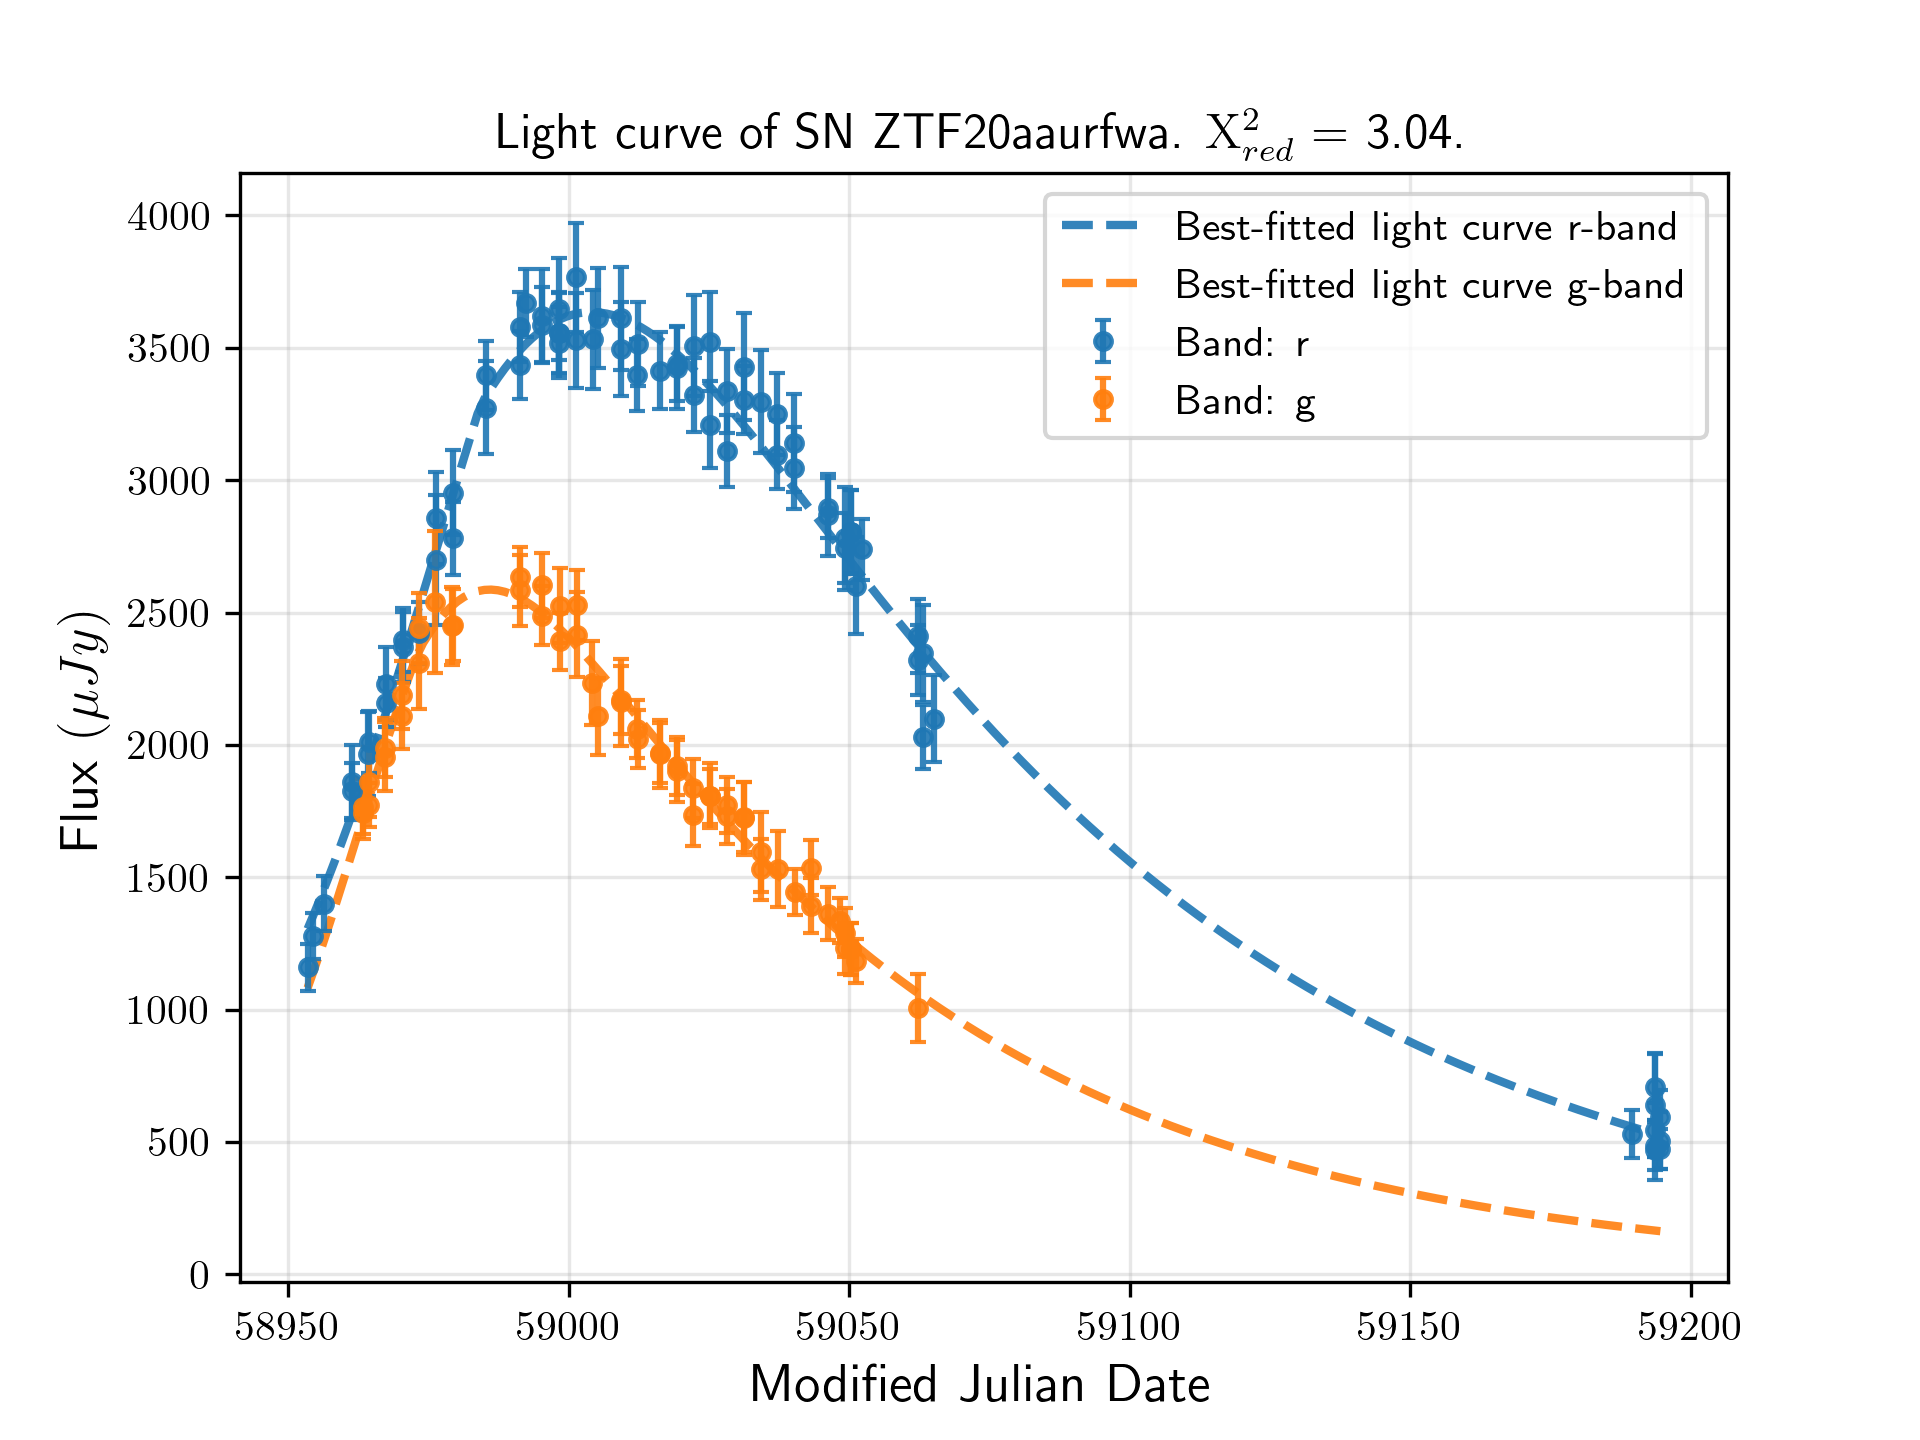 Light curve of SN ZTF20aaurfwa. X²red = 3.04.
Best-fitted light curve r-band
Best-fitted light curve g-band
Band: r
Band: g
Flux (μJy)
4000
3500
3000
2500
2000
1500
1000
500
0
58950 59000 59050 59100 59150 59200
Modified Julian Date